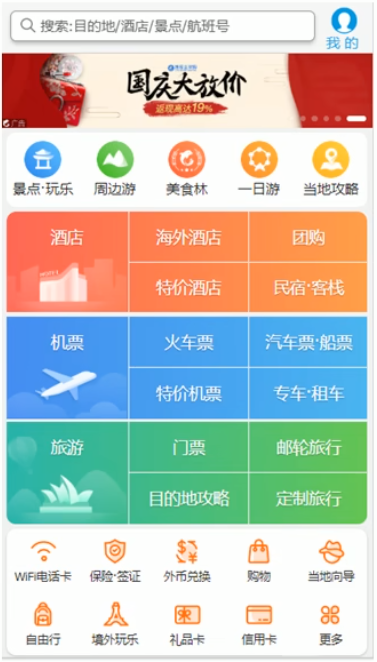 搜索:目的地/酒店/景点/航班号
我的
国庆大放价
返现高达19%
广告
景点·玩乐
周边游
美食林
一日游
当地攻略
酒店
海外酒店
团购
特价酒店
民宿·客栈
机票
火车票
汽车票·船票
特价机票
专车·租车
旅游
门票
邮轮旅行
目的地攻略
定制旅行
WiFi电话卡
保险·签证
外币兑换
购物
当地向导
自由行
境外玩乐
礼品卡
信用卡
更多